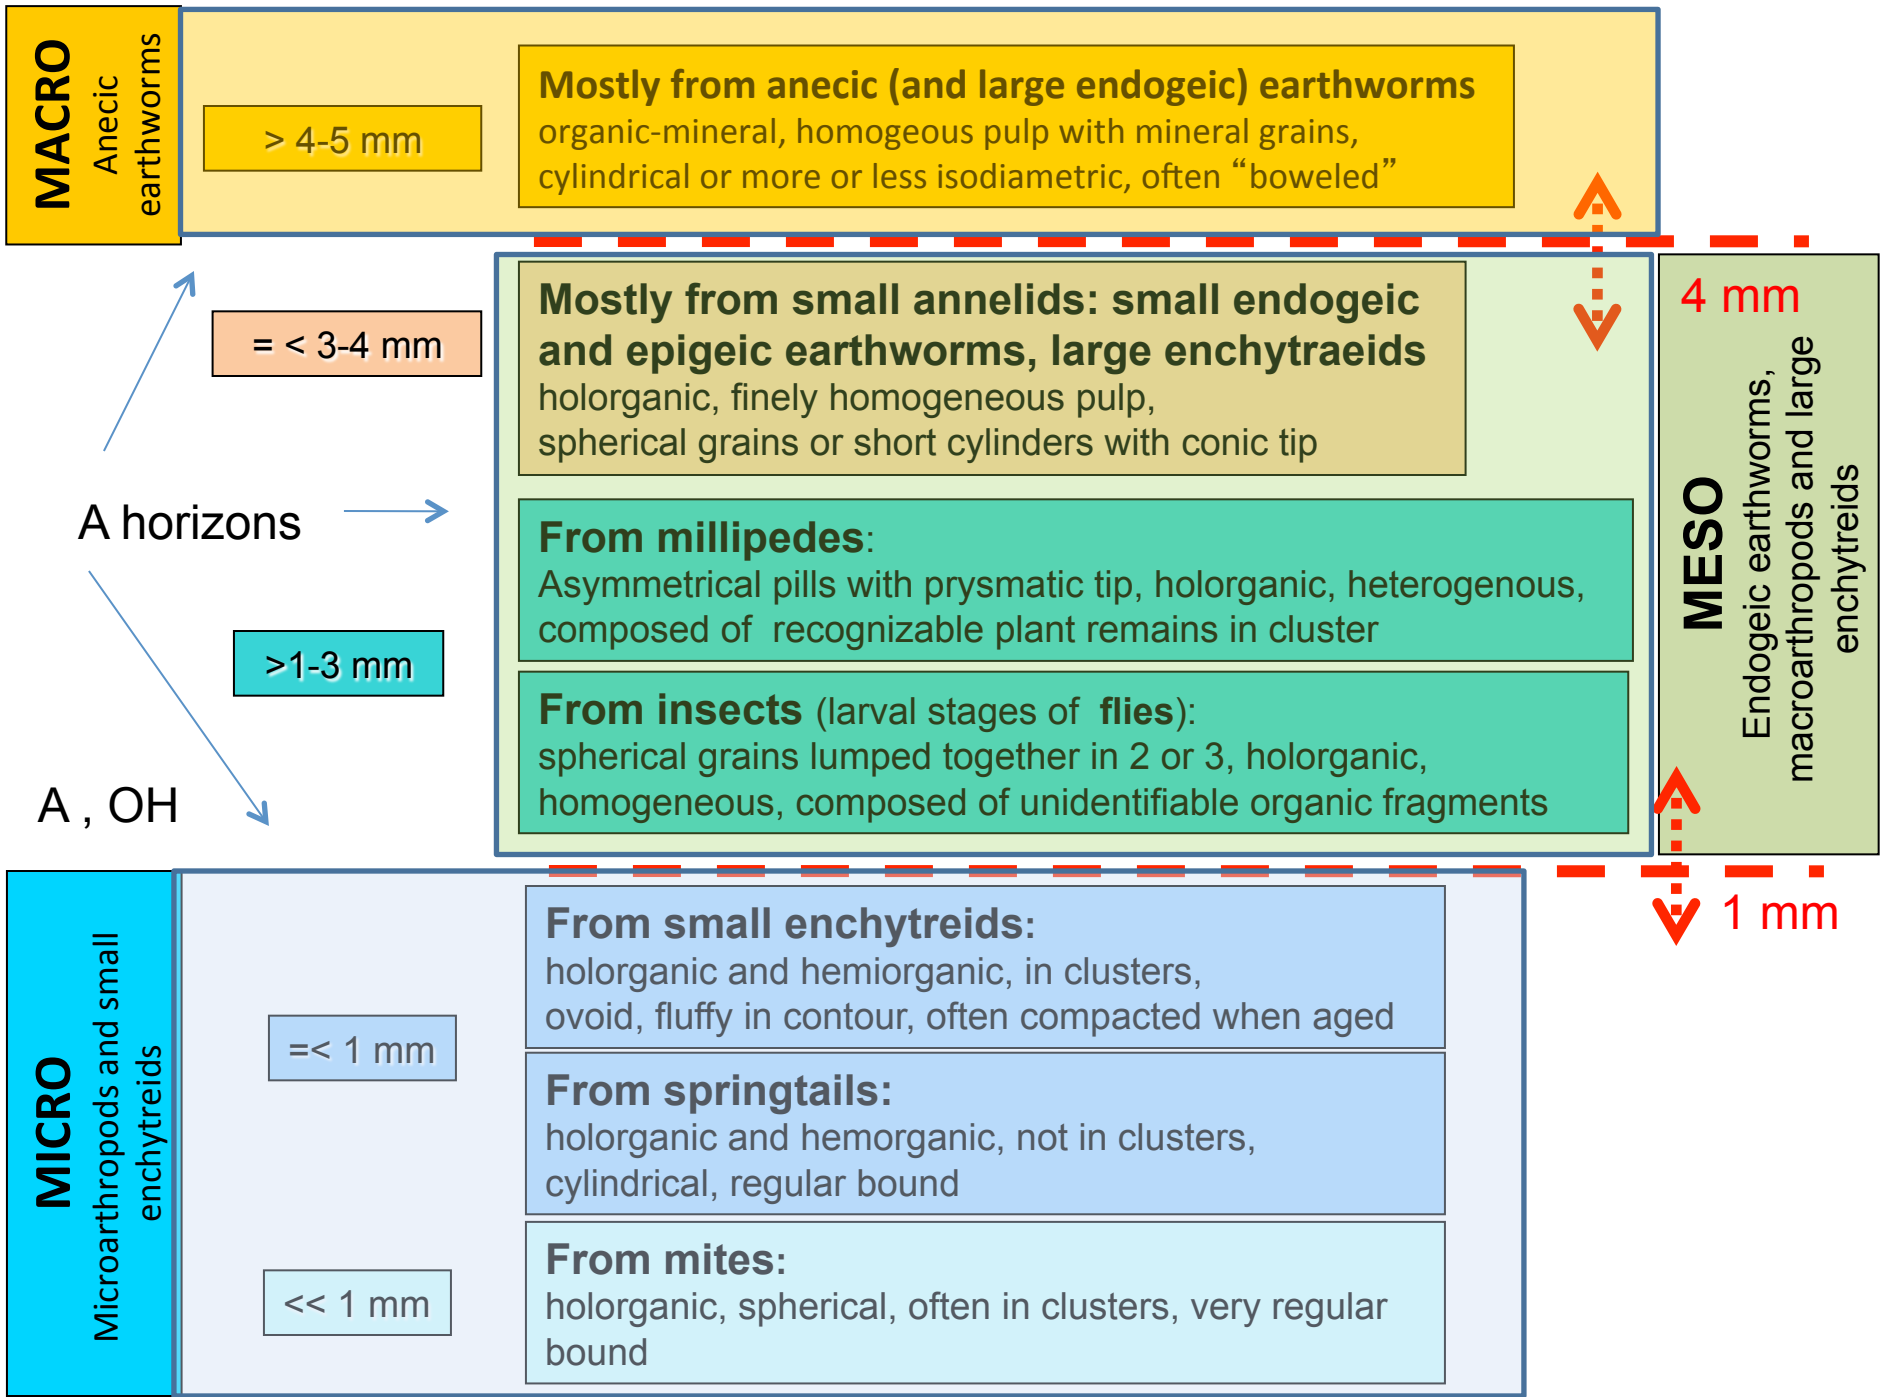 MACRO
Anecic
earthworms
> 4-5 mm
Mostly from anecic (and large endogeic) earthworms
organic-mineral, homogeous pulp with mineral grains,
cylindrical or more or less isodiametric, often “boweled”
= < 3-4 mm
Mostly from small annelids: small endogeic
and epigeic earthworms, large enchytraeids
holorganic, finely homogeneous pulp,
spherical grains or short cylinders with conic tip
4 mm
A horizons
From millipedes:
Asymmetrical pills with prysmatic tip, holorganic, heterogenous,
composed of recognizable plant remains in cluster
>1-3 mm
From insects (larval stages of flies):
spherical grains lumped together in 2 or 3, holorganic,
homogeneous, composed of unidentifiable organic fragments
MESO
Endogeic earthworms,
macroarthropods and large
enchytreids
A , OH
1 mm
MICRO
Microarthropods and small
enchytreids
=< 1 mm
From small enchytreids:
holorganic and hemiorganic, in clusters,
ovoid, fluffy in contour, often compacted when aged
From springtails:
holorganic and hemorganic, not in clusters,
cylindrical, regular bound
<< 1 mm
From mites:
holorganic, spherical, often in clusters, very regular
bound